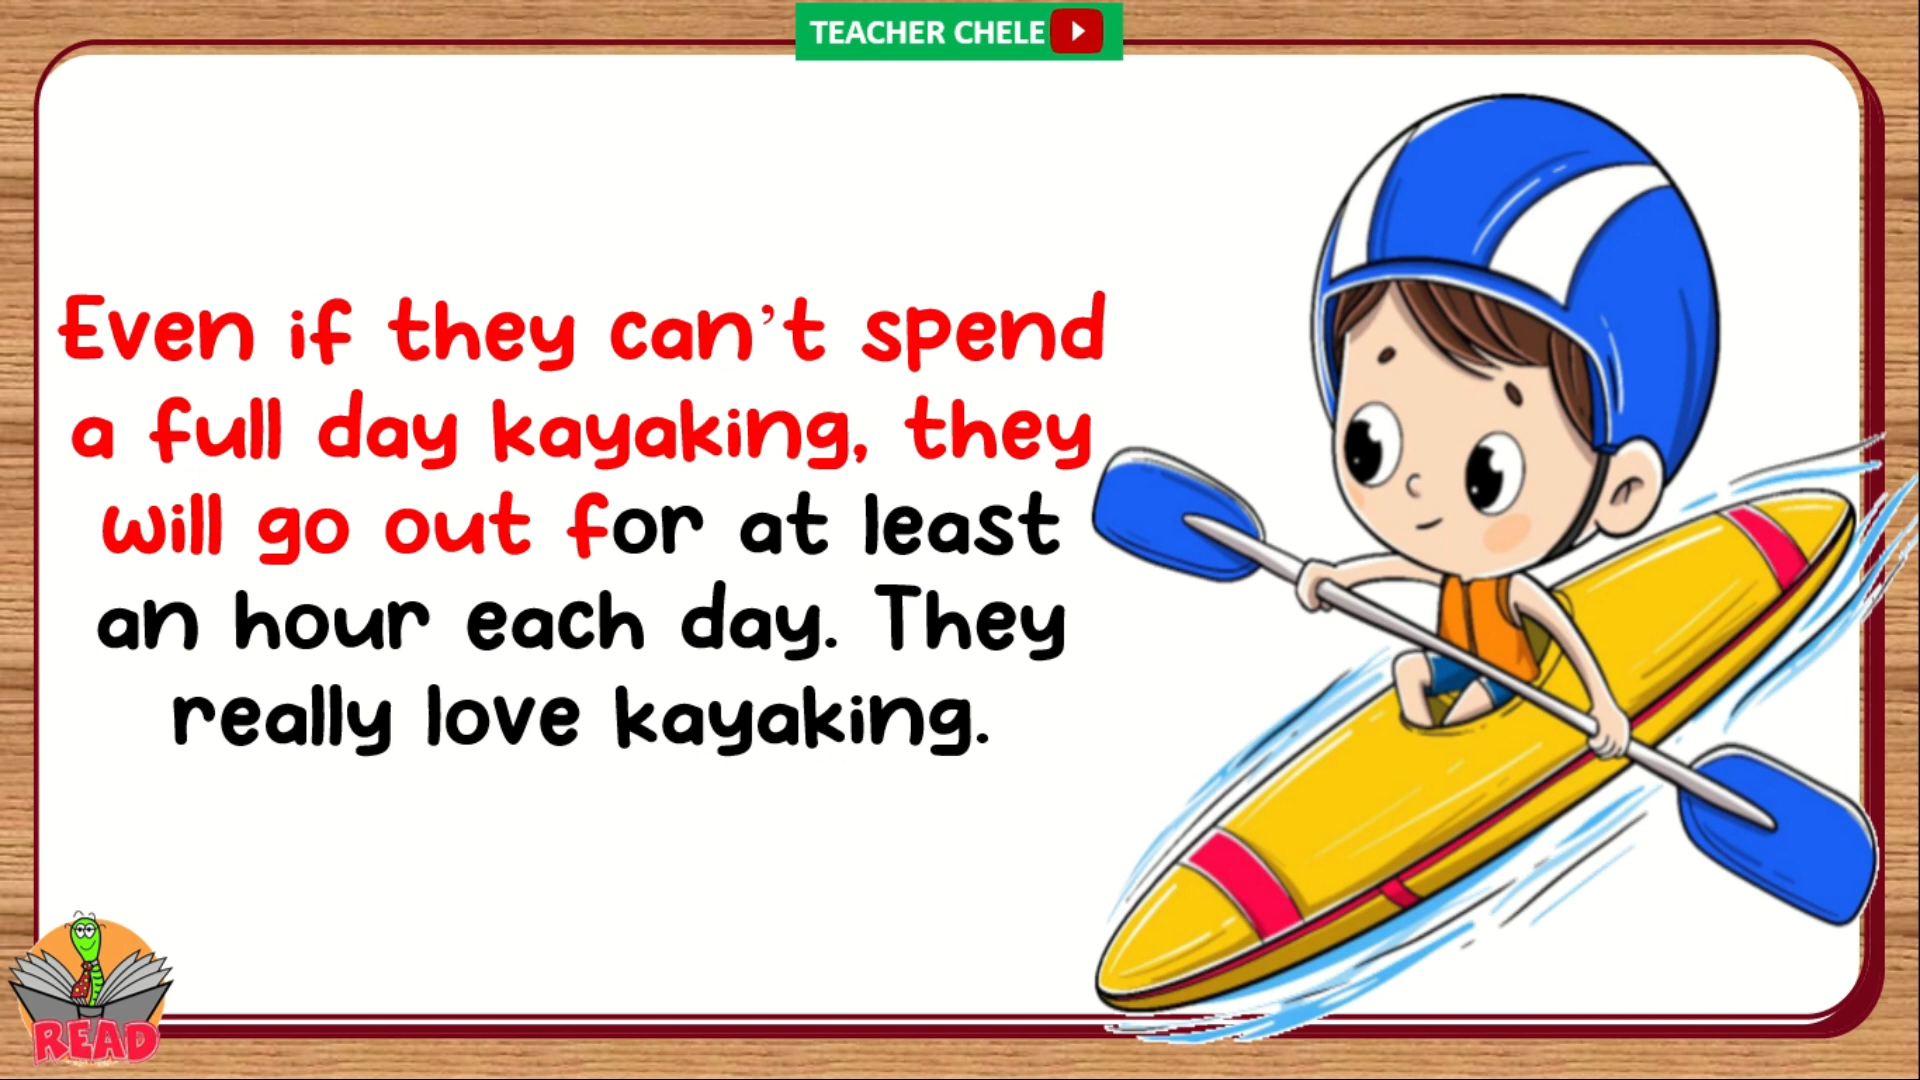 TEACHER CHELE
Even if they can't spend
a full day kayaking, they
will go out for at least
an hour each day. They
really love kayaking.
READ